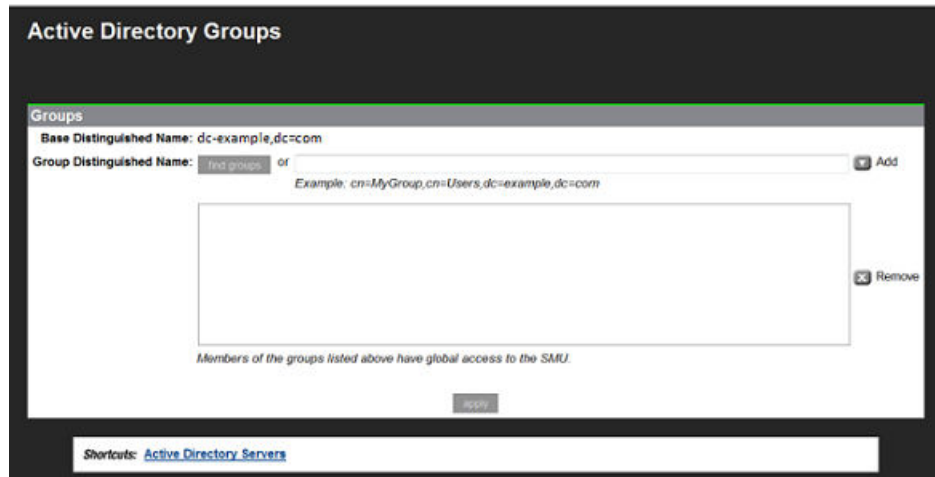 Active Directory Groups
Groups
Base Distinguished Name: dc-example,dc=com
Group Distinguished Name: find groups or Add
Example: cn=MyGroup,cn=Users,dc=example,dc=com
Remove
Members of the groups listed above have global access to the SMU.
apply
Shortcuts: Active Directory Servers